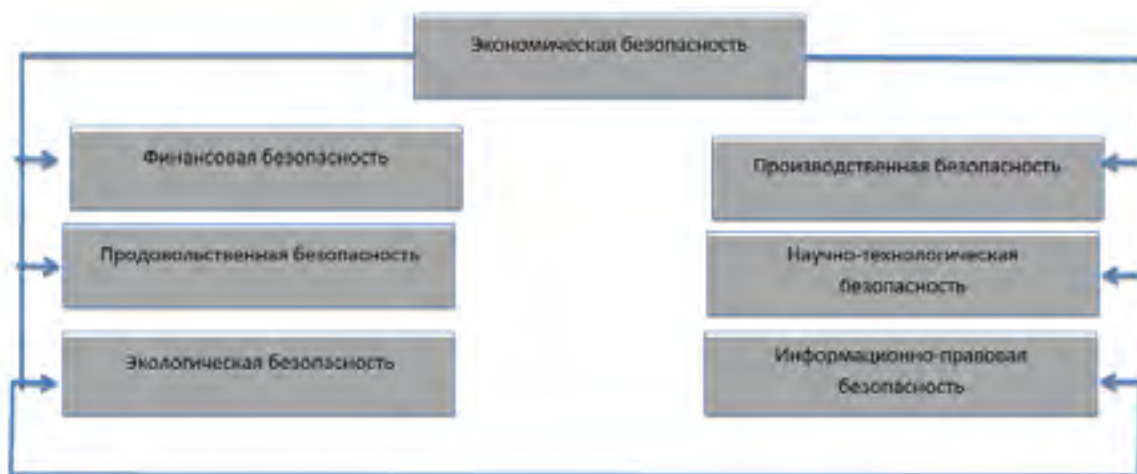 Экономическая безопасность
Финансовая безопасность
Производственная безопасность
Продовольственная безопасность
Научно-технологическая
безопасность
Экологическая безопасность
Информационно-правовая
безопасность